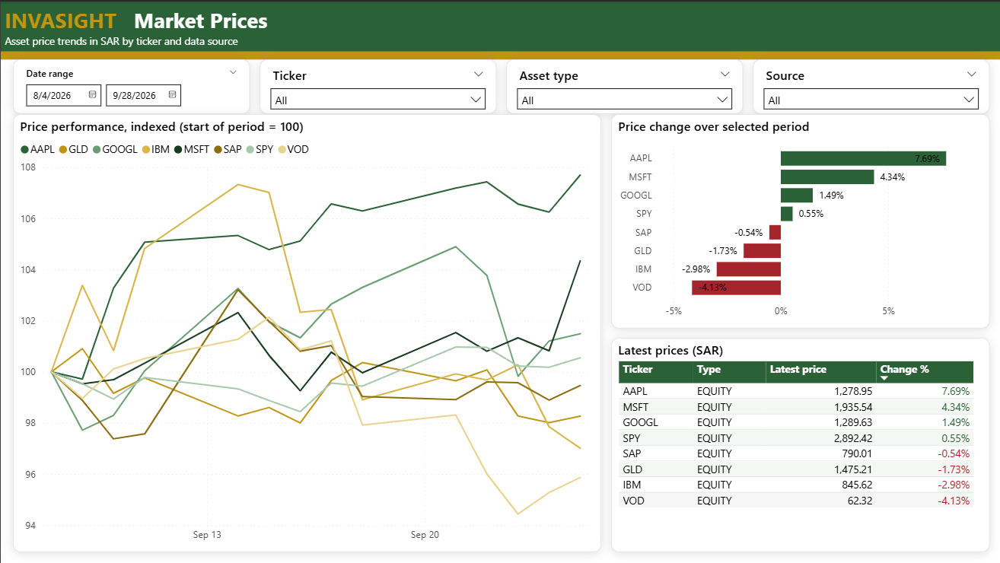 INVASIGHT Market Prices
Asset price trends in SAR by ticker and data source
Date range
8/4/2026 9/28/2026
Ticker
All
Asset type
All
Source
All
Price performance, indexed (start of period = 100)
AAPL GLD GOOGL IBM MSFT SAP SPY VOD
108
106
104
102
100
98
96
94
Sep 13 Sep 20
Price change over selected period
AAPL 7.69%
MSFT 4.34%
GOOGL 1.49%
SPY 0.55%
SAP -0.54%
GLD -1.73%
IBM -2.98%
VOD -4.13%
-5% 0% 5%
Latest prices (SAR)
Ticker Type Latest price Change %
AAPL EQUITY 1,278.95 7.69%
MSFT EQUITY 1,935.54 4.34%
GOOGL EQUITY 1,289.63 1.49%
SPY EQUITY 2,892.42 0.55%
SAP EQUITY 790.01 -0.54%
GLD EQUITY 1,475.21 -1.73%
IBM EQUITY 845.62 -2.98%
VOD EQUITY 62.32 -4.13%